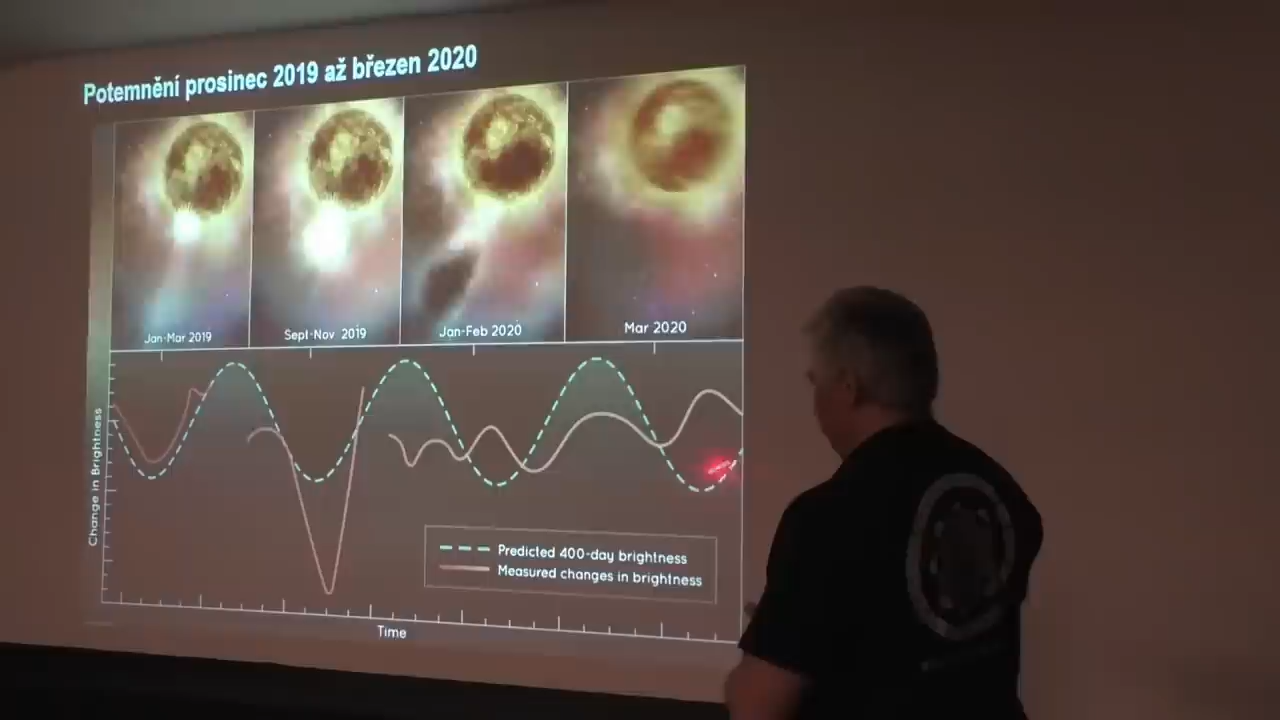 Potemnění prosinec 2019 až březen 2020
Jan-Mar 2019
Sept-Nov 2019
Jan-Feb 2020
Mar 2020
Change in Brightness
Predicted 400-day brightness
Measured changes in brightness
Time